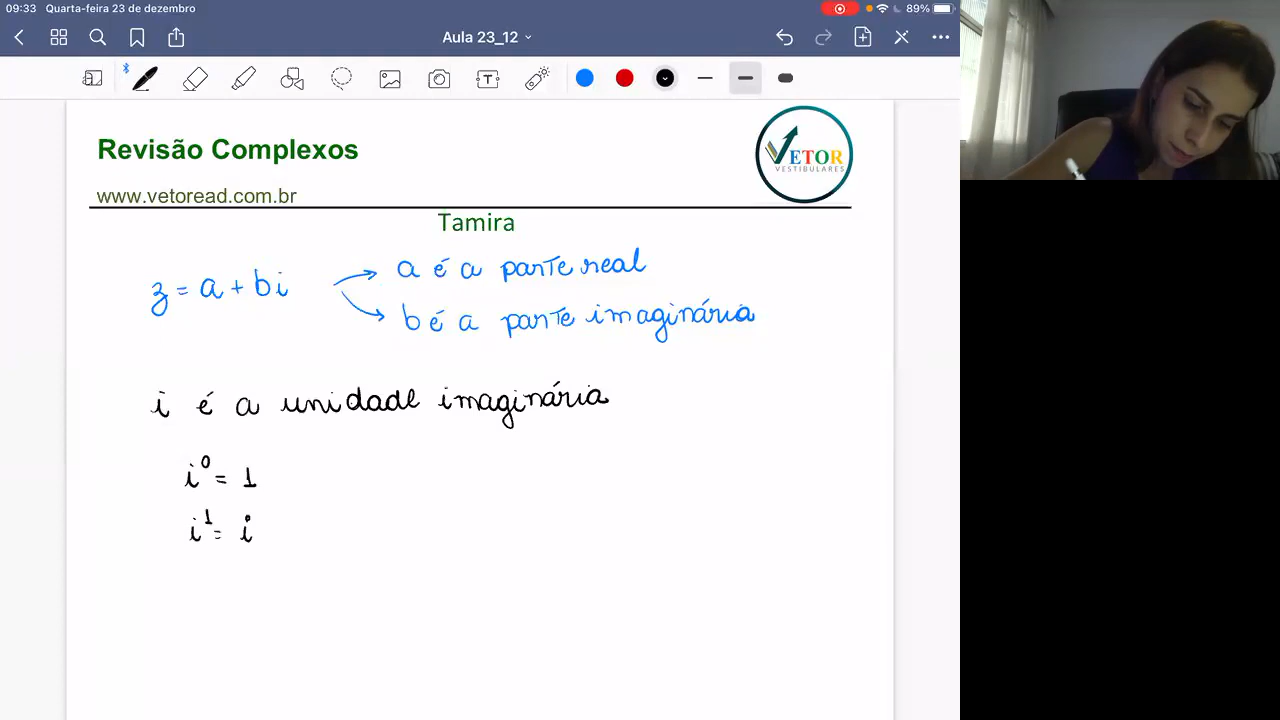 09:33 Quarta-feira 23 de dezembro 89%
Aula 23_12
T
Revisão Complexos
VETOR
VESTIBULARES
www.vetoread.com.br
Tamira
z = a + bi
a é a parte real
b é a parte imaginária
i é a unidade imaginária
i⁰ = 1
i¹ = i